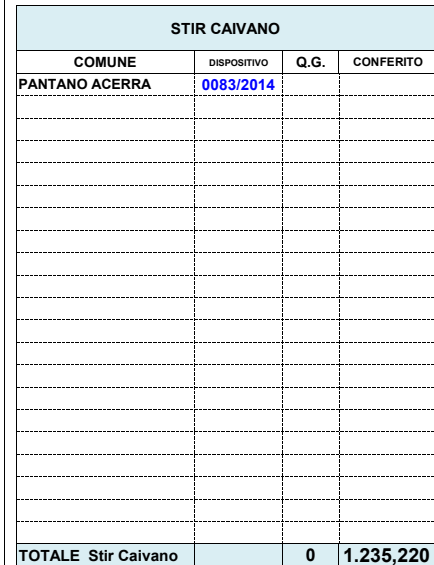 STIR CAIVANO
COMUNE DISPOSITIVO Q.G. CONFERITO
PANTANO ACERRA 0083/2014
TOTALE Stir Caivano 0 1.235,220